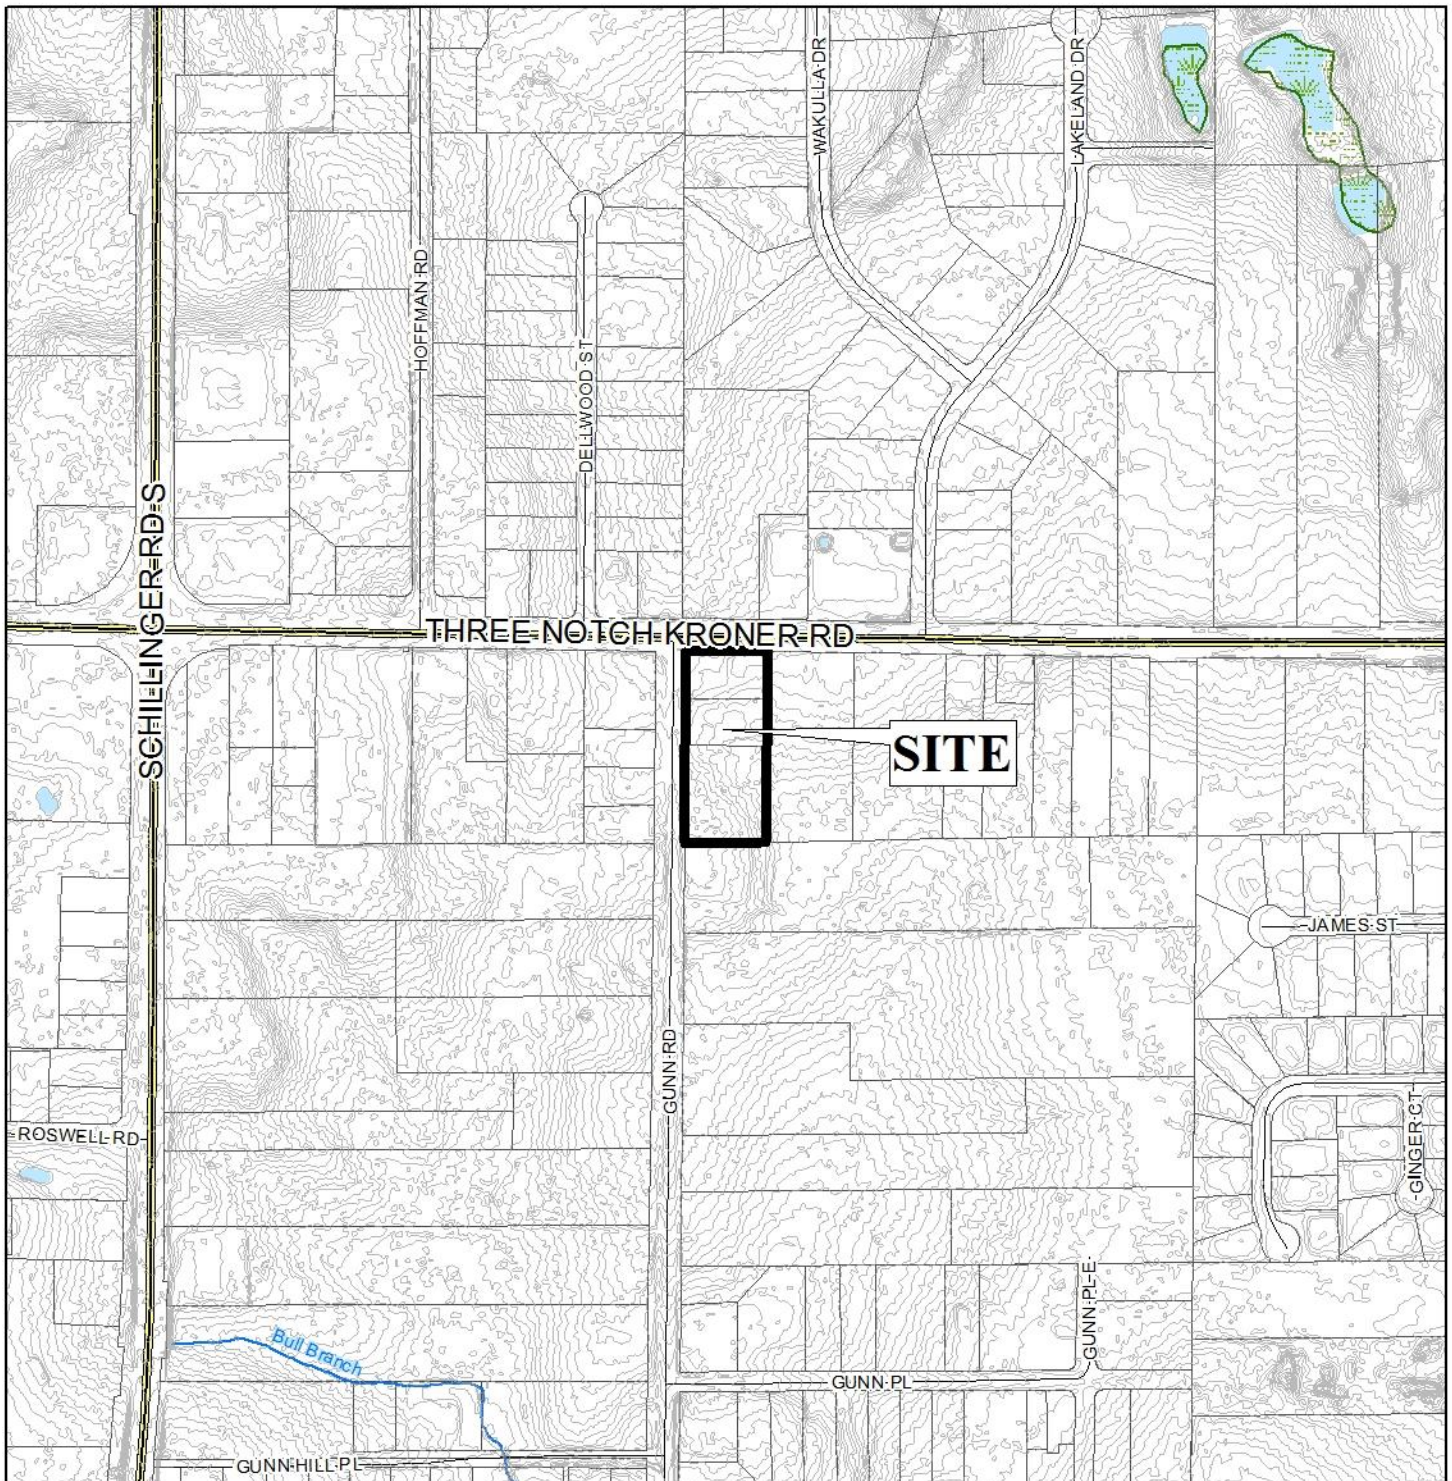 WAKULLA DR
LAKELAND DR
HOFFMAN RD
DELLWOOD ST
SCHILLINGER RD S
THREE NOTCH KRONER RD
SITE
JAMES ST
GUNN RD
GINGER CT
ROSWELL RD
GUNN PL E
Bull Branch
GUNN PL
GUNN HILL PL